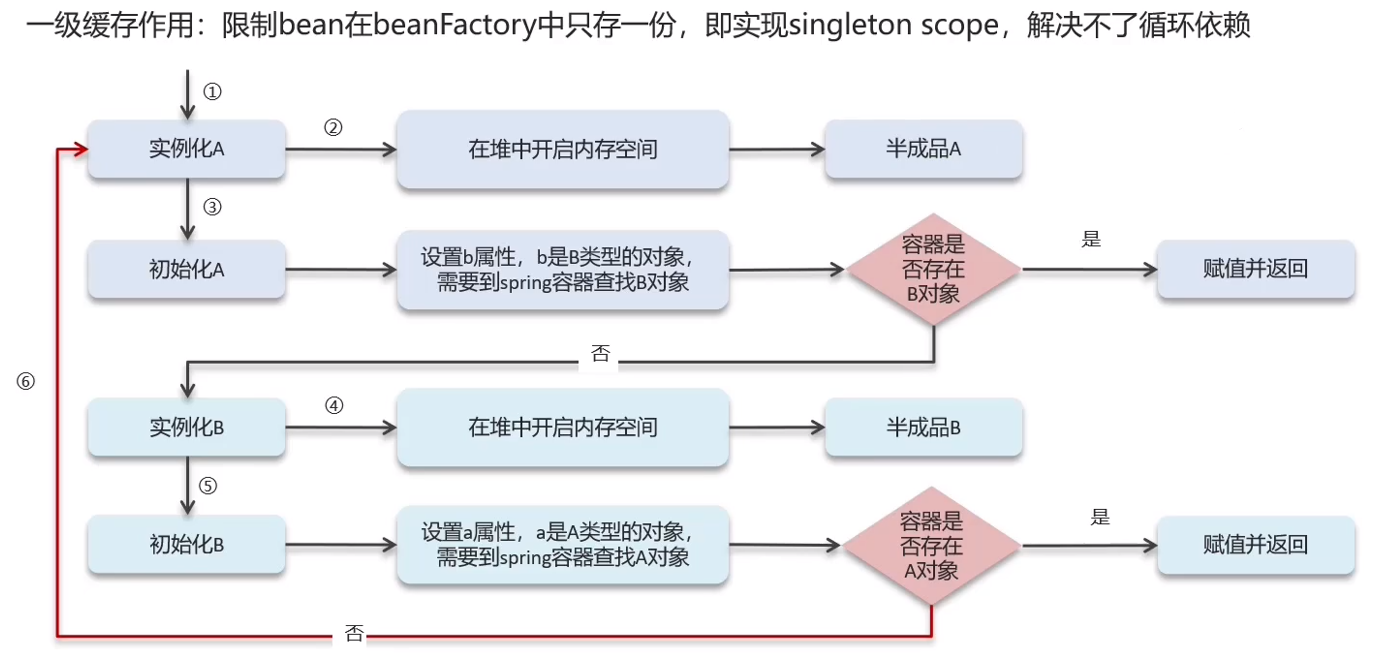 一级缓存作用：限制bean在beanFactory中只存一份，即实现singleton scope，解决不了循环依赖
①
实例化A
②
在堆中开启内存空间
半成品A
③
初始化A
设置b属性，b是B类型的对象，
需要到spring容器查找B对象
容器是
否存在
B对象
是
赋值并返回
否
⑥
实例化B
④
在堆中开启内存空间
半成品B
⑤
初始化B
设置a属性，a是A类型的对象，
需要到spring容器查找A对象
容器是
否存在
A对象
是
赋值并返回
否